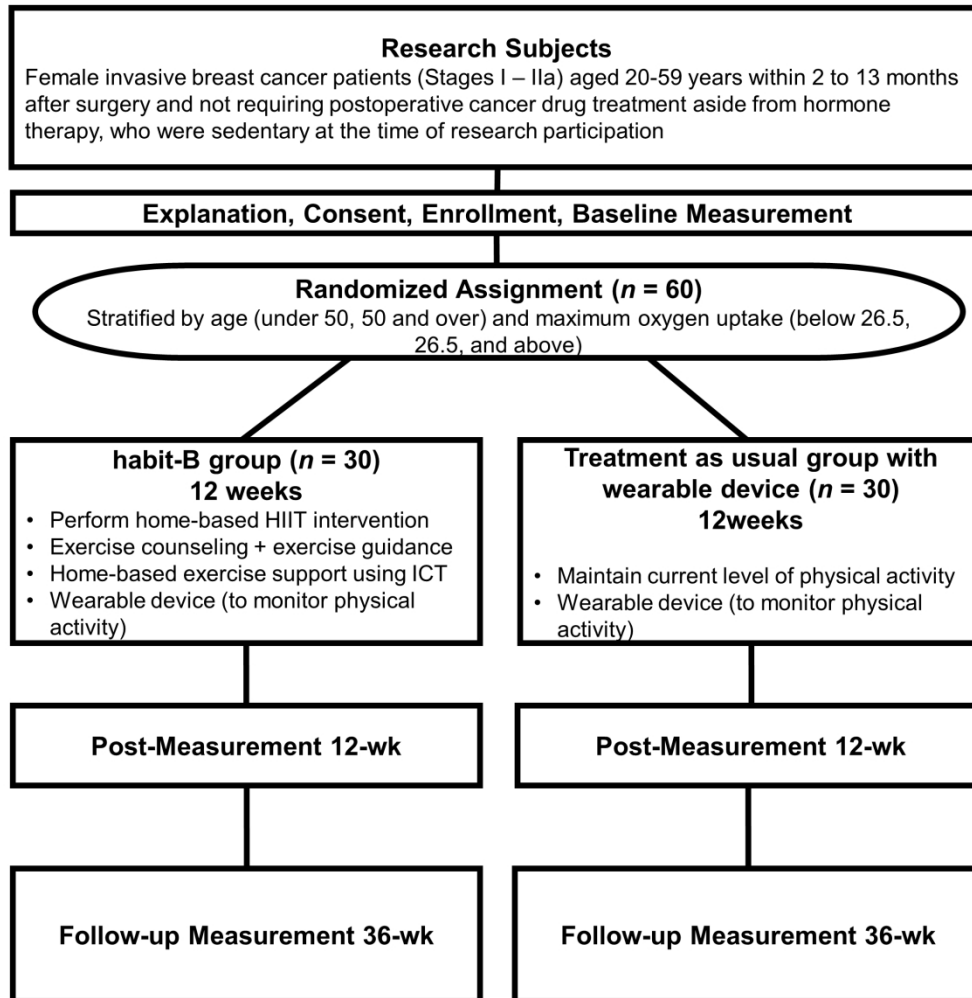 Research Subjects
Female invasive breast cancer patients (Stages I – IIa) aged 20-59 years within 2 to 13 months
after surgery and not requiring postoperative cancer drug treatment aside from hormone
therapy, who were sedentary at the time of research participation
Explanation, Consent, Enrollment, Baseline Measurement
Randomized Assignment (n = 60)
Stratified by age (under 50, 50 and over) and maximum oxygen uptake (below 26.5,
26.5, and above)
habit-B group (n = 30)
12 weeks
• Perform home-based HIIT intervention
• Exercise counseling + exercise guidance
• Home-based exercise support using ICT
• Wearable device (to monitor physical
activity)
Treatment as usual group with
wearable device (n = 30)
12weeks
• Maintain current level of physical activity
• Wearable device (to monitor physical
activity)
Post-Measurement 12-wk
Post-Measurement 12-wk
Follow-up Measurement 36-wk
Follow-up Measurement 36-wk